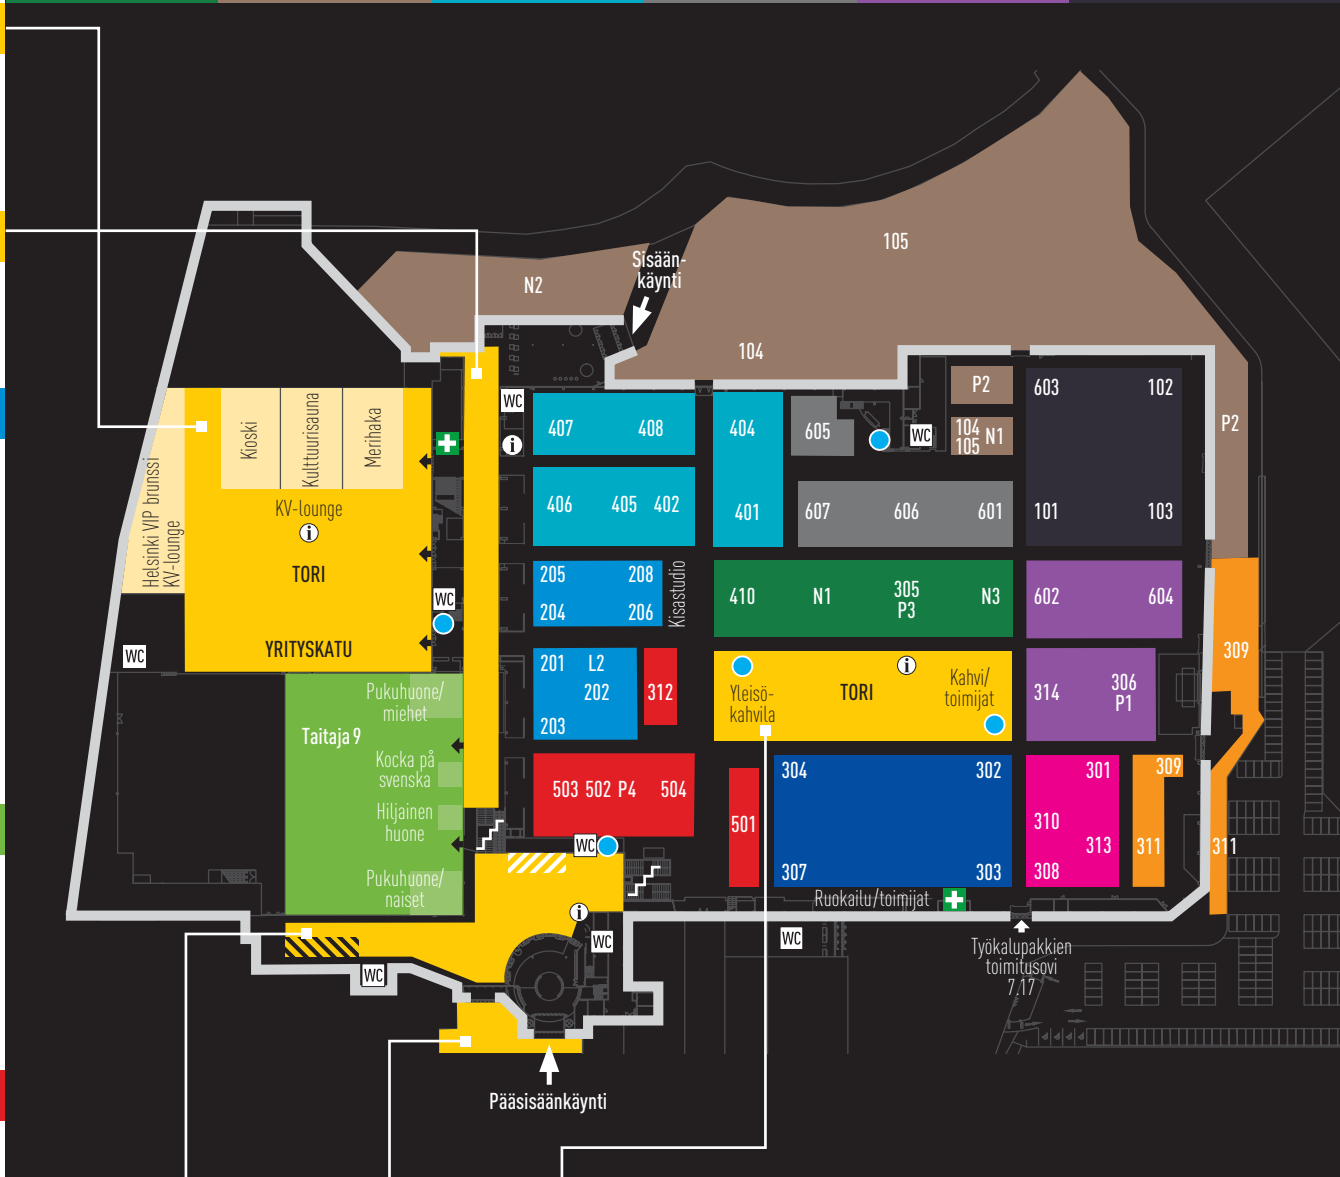 105
Sisään-
käynti
N2
104
P2
603
102
P2
WC
407
408
404
605
WC
104
105
N1
Kioski
Kulttuurisauna
Merihaka
i
Helsinki VIP brunssi
KV-lounge
KV-lounge
i
TORI
YRITYSKATU
406
405
402
401
607
606
601
101
103
205
208
204
206
Kisastudio
410
N1
305
P3
N3
602
604
WC
WC
201
L2
202
203
312
Yleisö-
kahvila
TORI
i
Kahvi/
toimijat
314
306
P1
309
Pukuhuone/
miehet
Taitaja 9
Kocka på
svenska
Hiljainen
huone
Pukuhuone/
naiset
503
502
P4
504
501
304
302
307
303
301
310
313
308
309
311
311
WC
Ruokailu/toimijat
i
WC
WC
WC
Työkalupakkien
toimitusovi
7.17
Pääsisäänkäynti